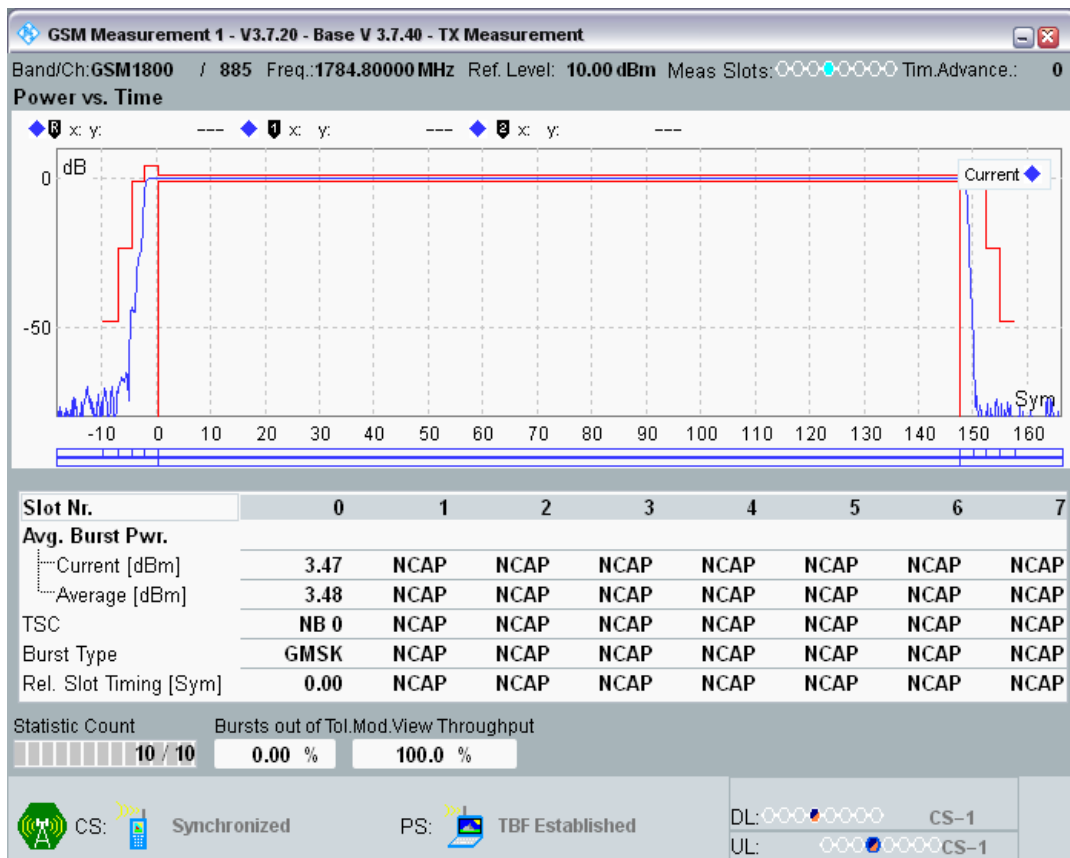 GSM Measurement 1 - V3.7.20 - Base V 3.7.40 - TX Measurement
Band/Ch:GSM1800 / 885 Freq.:1784.80000 MHz Ref. Level: 10.00 dBm Meas Slots: Tim.Advance.: 0
Power vs. Time
R x: y: --- 1 x: y: --- 2 x: y: ---
dB
Current
0
-50
Sym
-10 0 10 20 30 40 50 60 70 80 90 100 110 120 130 140 150 160
Slot Nr. 0 1 2 3 4 5 6 7
Avg. Burst Pwr.
Current [dBm] 3.47 NCAP NCAP NCAP NCAP NCAP NCAP NCAP
Average [dBm] 3.48 NCAP NCAP NCAP NCAP NCAP NCAP NCAP
TSC NB 0 NCAP NCAP NCAP NCAP NCAP NCAP NCAP
Burst Type GMSK NCAP NCAP NCAP NCAP NCAP NCAP NCAP
Rel. Slot Timing [Sym] 0.00 NCAP NCAP NCAP NCAP NCAP NCAP NCAP
Statistic Count Bursts out of Tol. Mod.View Throughput
10 / 10 0.00 % 100.0 %
CS: Synchronized PS: TBF Established
DL: CS-1
UL: CS-1